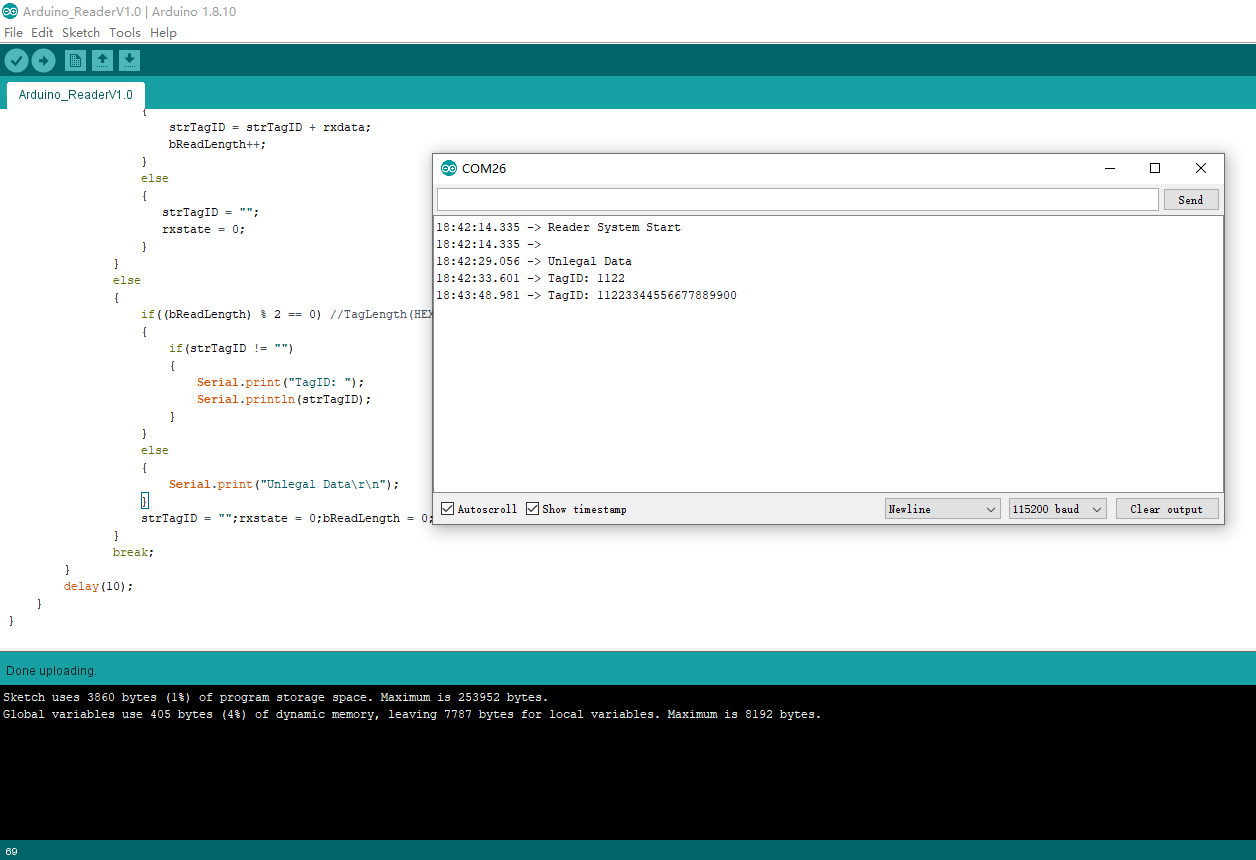 Arduino_ReaderV1.0 | Arduino 1.8.10
File Edit Sketch Tools Help
Arduino_ReaderV1.0
{
strTagID = strTagID + rxdata;
bReadLength++;
}
else
{
strTagID = "";
rxstate = 0;
}
}
else
{
if((bReadLength) % 2 == 0) //TagLength(HEX
{
if(strTagID != "")
{
Serial.print("TagID: ");
Serial.println(strTagID);
}
}
else
{
Serial.print("Unlegal Data\r\n");
}
strTagID = "";rxstate = 0;bReadLength = 0;
}
break;
}
delay(10);
}
}
COM26
Send
18:42:14.335 -> Reader System Start
18:42:14.335 ->
18:42:29.056 -> Unlegal Data
18:42:33.601 -> TagID: 1122
18:43:48.981 -> TagID: 11223344556677889900
Autoscroll Show timestamp Newline 115200 baud Clear output
Done uploading.
Sketch uses 3860 bytes (1%) of program storage space. Maximum is 253952 bytes.
Global variables use 405 bytes (4%) of dynamic memory, leaving 7787 bytes for local variables. Maximum is 8192 bytes.
69